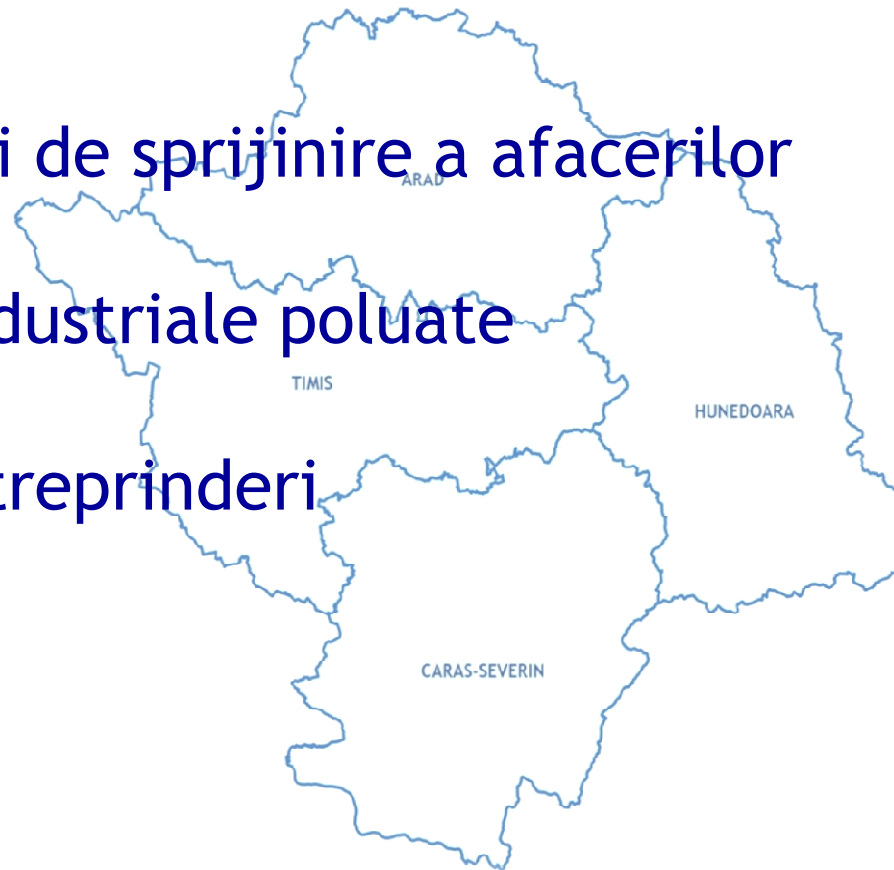 i de sprijinire a afacerilor
ARAD
dustriale poluate
TIMIS
HUNEDOARA
treprinderi
CARAS-SEVERIN